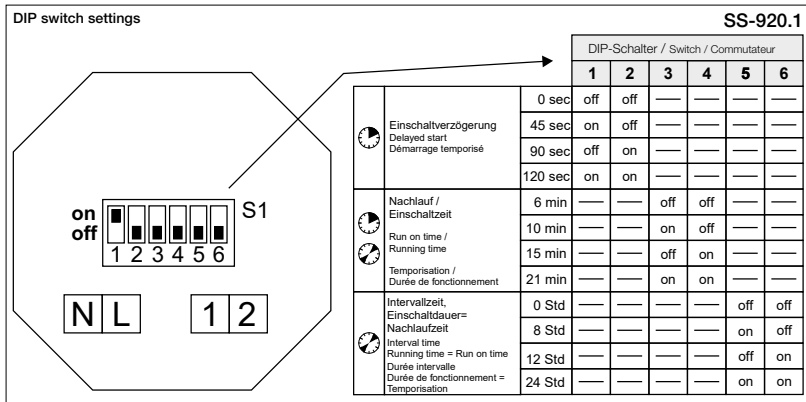 DIP switch settings
SS-920.1
DIP-Schalter / Switch / Commutateur
1 2 3 4 5 6
Einschaltverzögerung
Delayed start
Démarrage temporisé
0 sec off off — — — —
45 sec on off — — — —
90 sec off on — — — —
120 sec on on — — — —
Nachlauf /
Einschaltzeit
Run on time /
Running time
Temporisation /
Durée de fonctionnement
6 min — — off off — —
10 min — — on off — —
15 min — — off on — —
21 min — — on on — —
Intervallzeit,
Einschaltdauer=
Nachlaufzeit
Interval time
Running time = Run on time
Durée intervalle
Durée de fonctionnement =
Temporisation
0 Std — — — — off off
8 Std — — — — on off
12 Std — — — — off on
24 Std — — — — on on
on
off
S1
1 2 3 4 5 6
N L 1 2